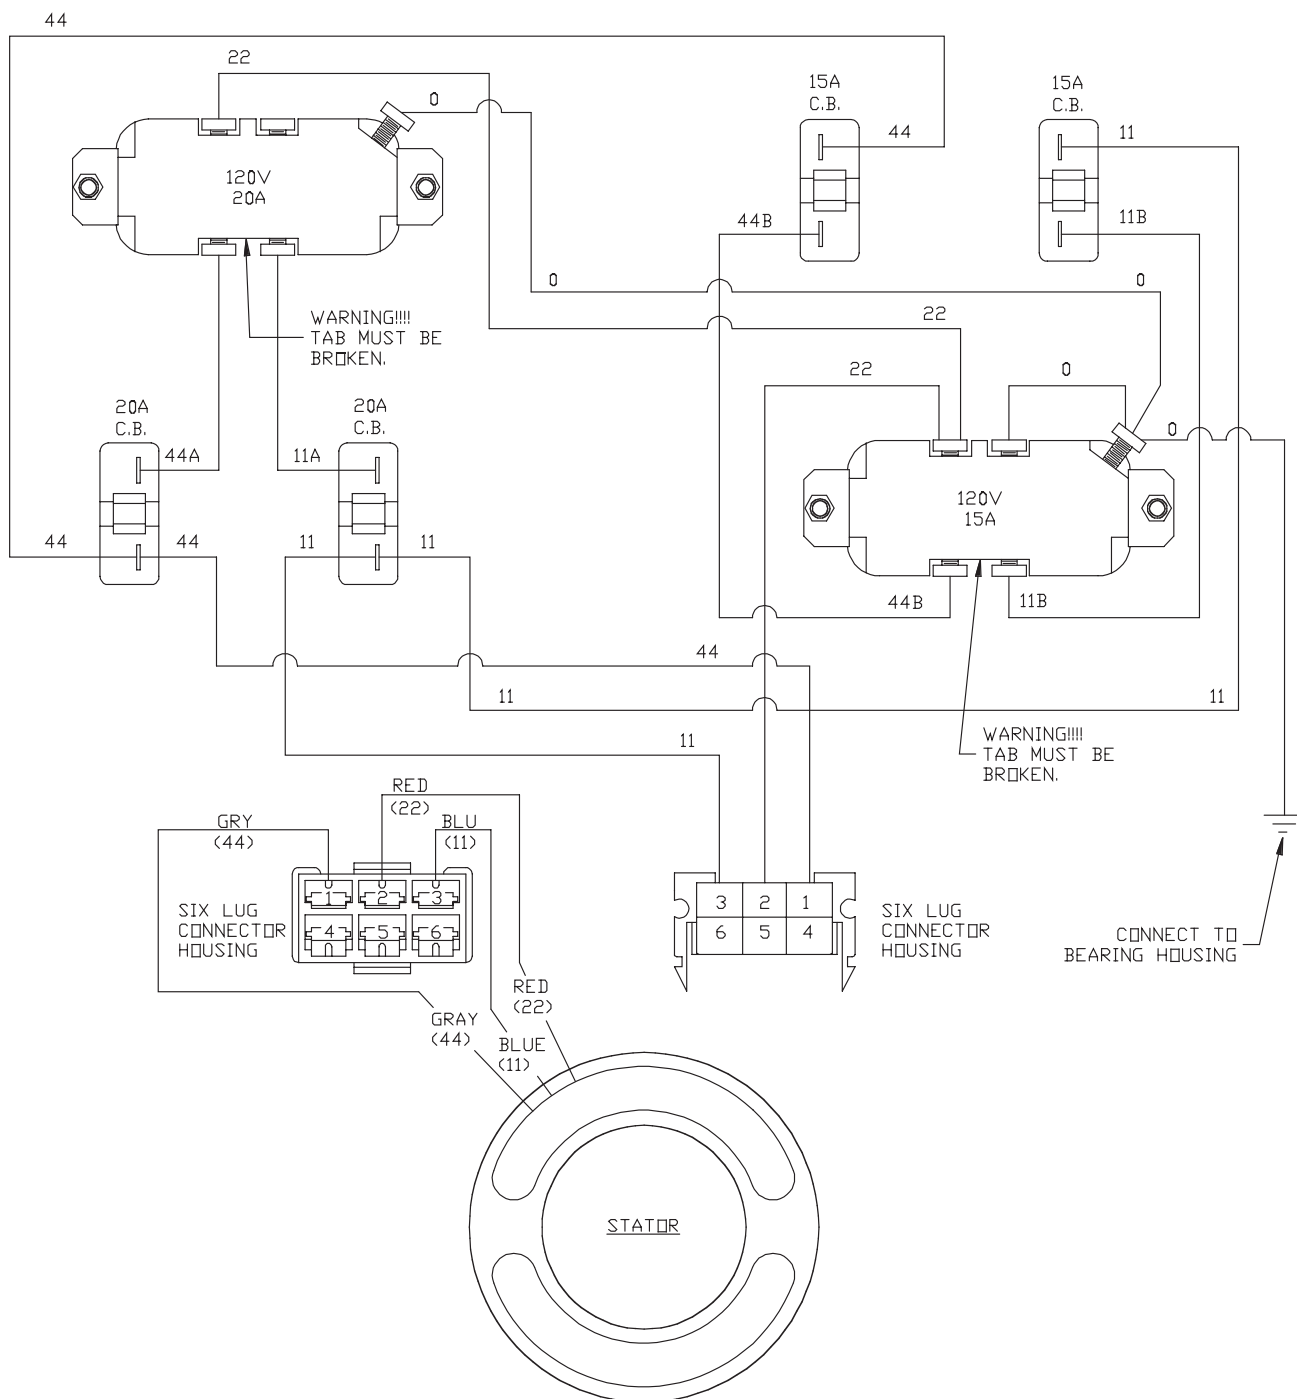 44
22
0
15A
C.B.
15A
C.B.
44
11
120V
20A
44B
11B
0
0
WARNING!!!!
TAB MUST BE
BROKEN.
22
22
0
20A
C.B.
20A
C.B.
0
44A
11A
120V
15A
44
44
11
11
44B
11B
44
11
11
11
WARNING!!!!
TAB MUST BE
BROKEN.
RED
(22)
GRY
(44)
BLU
(11)
1
2
3
4
5
6
SIX LUG
CONNECTOR
HOUSING
3
2
1
6
5
4
SIX LUG
CONNECTOR
HOUSING
CONNECT TO
BEARING HOUSING
RED
(22)
GRAY
(44)
BLUE
(11)
STATOR